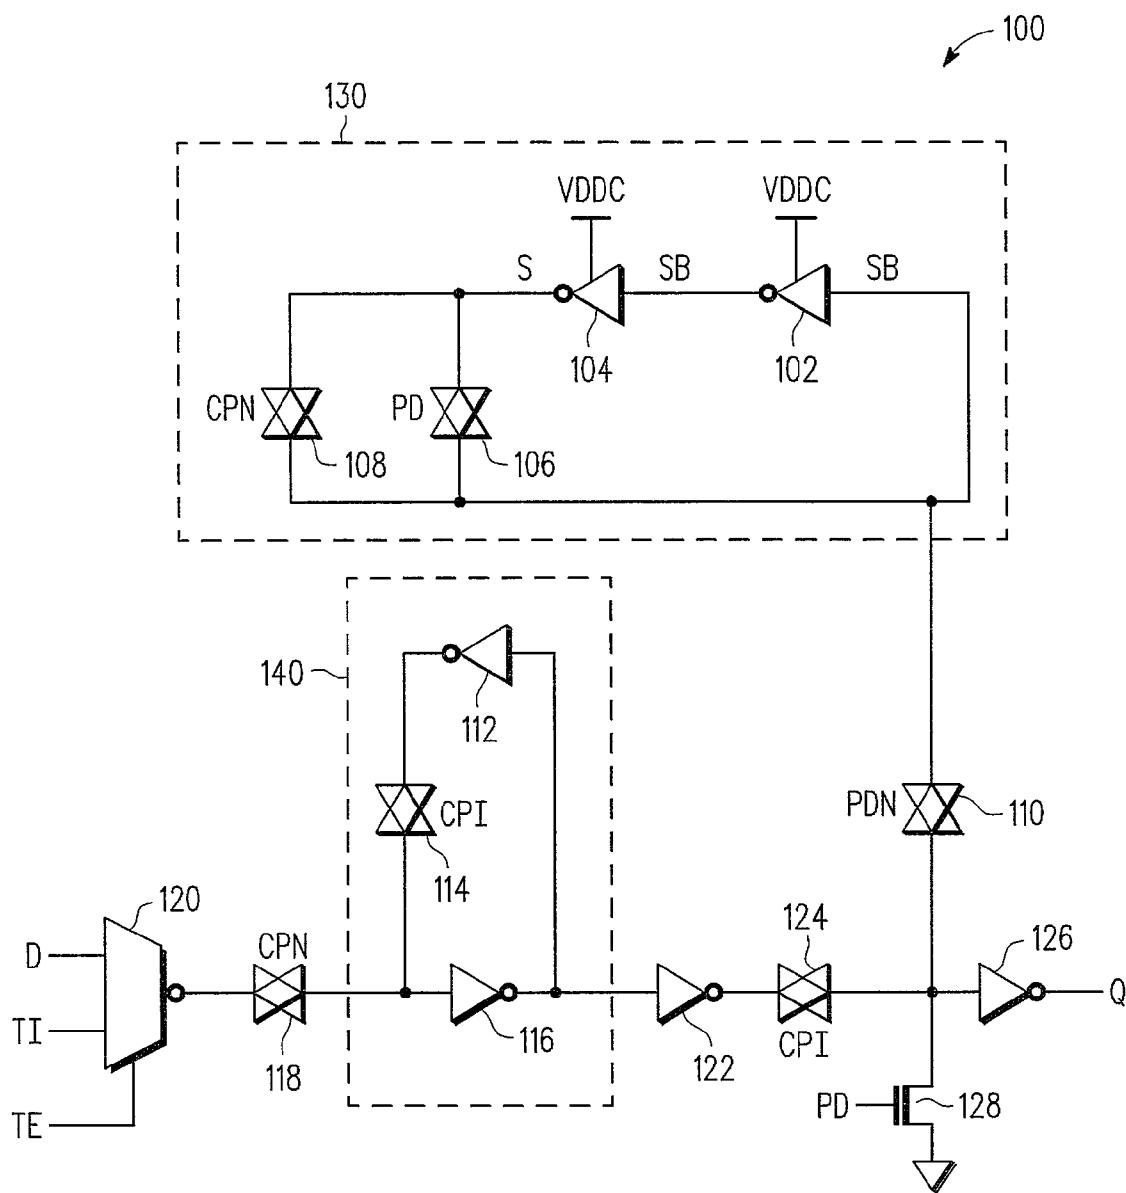 100
130
VDDC VDDC
S SB SB
104 102
CPN PD
108 106
140
112
CPI
114
PDN 110
120
D
TI
TE
CPN
118
116
122
124
CPI
126
Q
PD 128